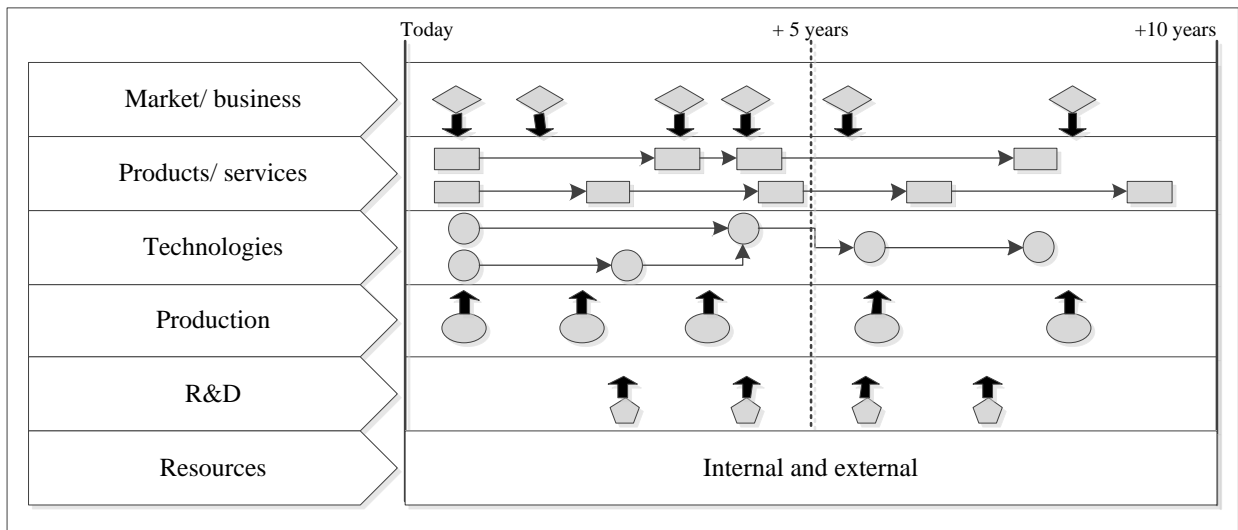 Today + 5 years +10 years
Market/ business
Products/ services
Technologies
Production
R&D
Resources Internal and external